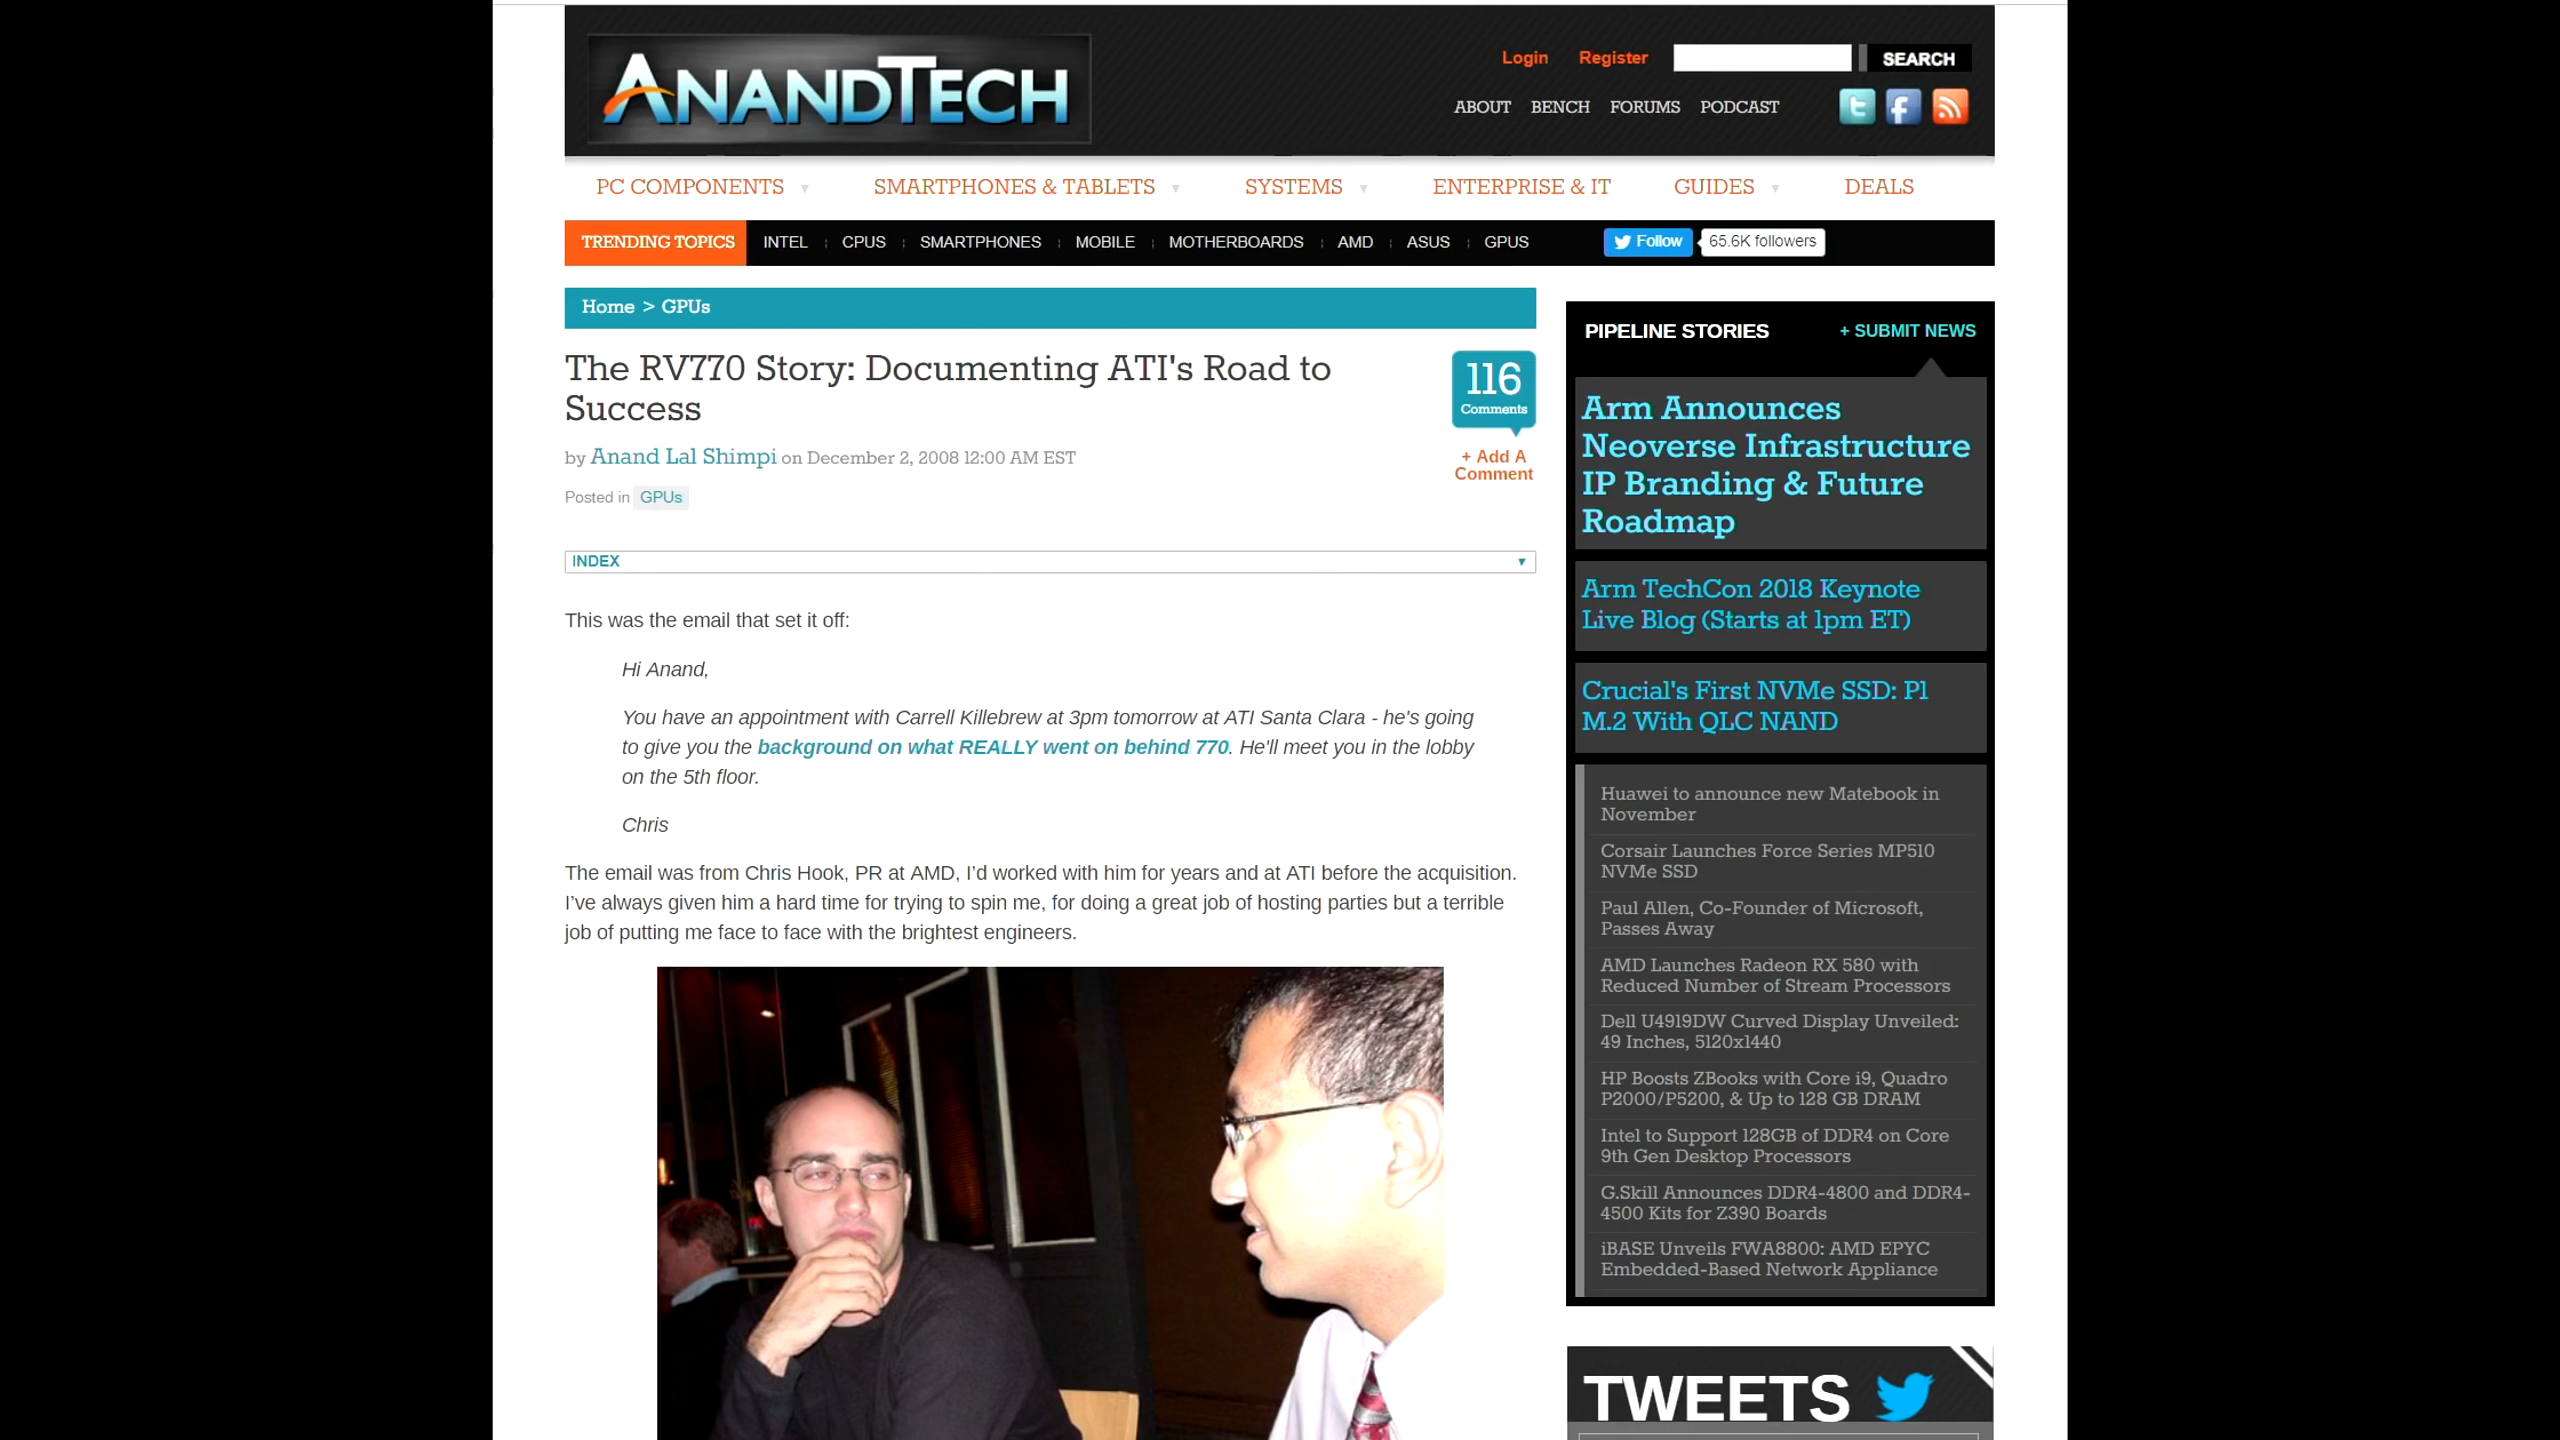 ANANDTECH
Login Register SEARCH
ABOUT BENCH FORUMS PODCAST
PC COMPONENTS SMARTPHONES & TABLETS SYSTEMS ENTERPRISE & IT GUIDES DEALS
TRENDING TOPICS INTEL CPUS SMARTPHONES MOBILE MOTHERBOARDS AMD ASUS GPUS Follow 65.6K followers
Home > GPUs
The RV770 Story: Documenting ATI's Road to
Success
by Anand Lal Shimpi on December 2, 2008 12:00 AM EST
Posted in GPUs
116
Comments
+ Add A
Comment
INDEX
This was the email that set it off:
Hi Anand,
You have an appointment with Carrell Killebrew at 3pm tomorrow at ATI Santa Clara - he's going
to give you the background on what REALLY went on behind 770. He'll meet you in the lobby
on the 5th floor.
Chris
The email was from Chris Hook, PR at AMD, I’d worked with him for years and at ATI before the acquisition.
I’ve always given him a hard time for trying to spin me, for doing a great job of hosting parties but a terrible
job of putting me face to face with the brightest engineers.
PIPELINE STORIES + SUBMIT NEWS
Arm Announces
Neoverse Infrastructure
IP Branding & Future
Roadmap
Arm TechCon 2018 Keynote
Live Blog (Starts at 1pm ET)
Crucial's First NVMe SSD: P1
M.2 With QLC NAND
Huawei to announce new Matebook in
November
Corsair Launches Force Series MP510
NVMe SSD
Paul Allen, Co-Founder of Microsoft,
Passes Away
AMD Launches Radeon RX 580 with
Reduced Number of Stream Processors
Dell U4919DW Curved Display Unveiled:
49 Inches, 5120x1440
HP Boosts ZBooks with Core i9, Quadro
P2000/P5200, & Up to 128 GB DRAM
Intel to Support 128GB of DDR4 on Core
9th Gen Desktop Processors
G.Skill Announces DDR4-4800 and DDR4-
4500 Kits for Z390 Boards
iBASE Unveils FWA8800: AMD EPYC
Embedded-Based Network Appliance
TWEETS